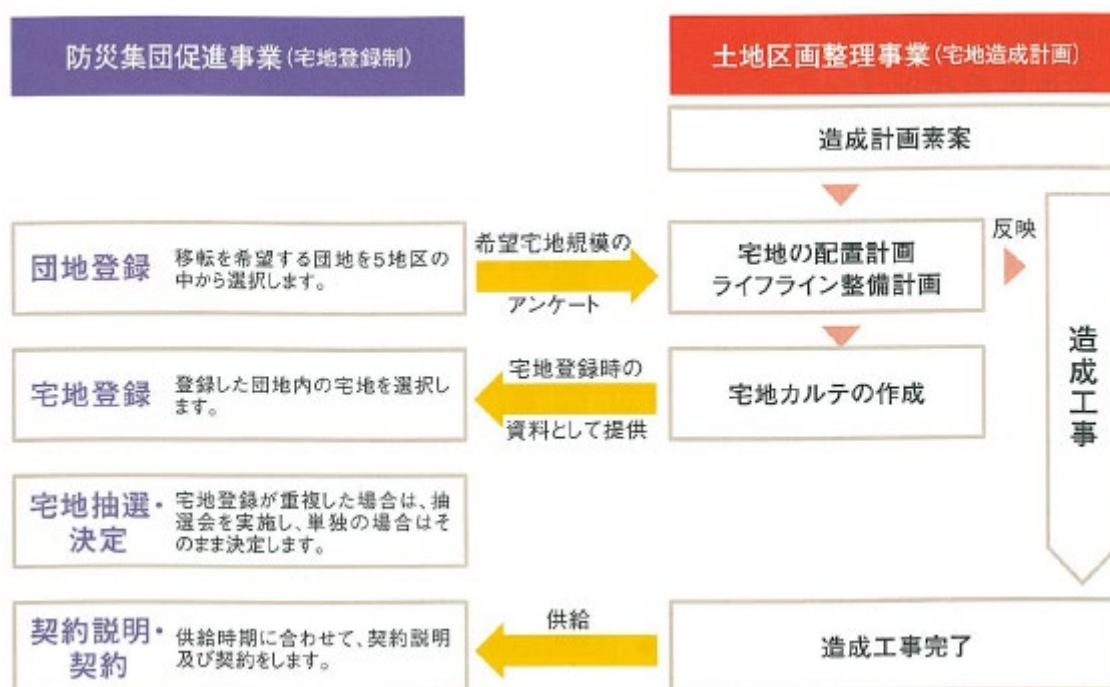 防災集団促進事業(宅地登録制)
土地区画整理事業(宅地造成計画)
造成計画素案
団地登録
移転を希望する団地を5地区の
中から選択します。
希望宅地規模の
アンケート
宅地の配置計画
ライフライン整備計画
反映
造成工事
宅地登録
登録した団地内の宅地を選択し
ます。
宅地登録時の
資料として提供
宅地カルテの作成
宅地抽選・
決定
宅地登録が重複した場合は、抽
選会を実施し、単独の場合はそ
のまま決定します。
契約説明・
契約
供給時期に合わせて、契約説明
及び契約をします。
供給
造成工事完了